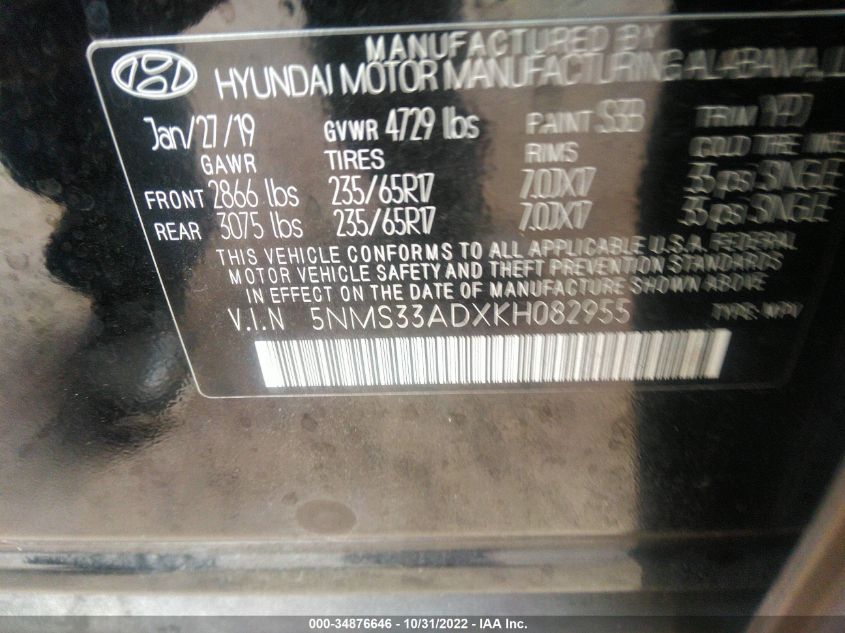 MANUFACTURED BY
HYUNDAI MOTOR MANUFACTURING ALABAMA, LL
Jan/27/19 GVWR 4729 lbs PAINT S3B TRIM
GAWR TIRES RIMS COLD TIRE
FRONT 2866 lbs 235/65R17 7.0JX17 35 psi SINGLE
REAR 3075 lbs 235/65R17 7.0JX17 35 psi SINGLE
THIS VEHICLE CONFORMS TO ALL APPLICABLE U.S.A. FEDERAL
MOTOR VEHICLE SAFETY AND THEFT PREVENTION STANDARDS
IN EFFECT ON THE DATE OF MANUFACTURE SHOWN ABOVE
V.I.N 5NMS33ADXKH082955 TYPE: MPV
000-34876646 - 10/31/2022 - IAA Inc.